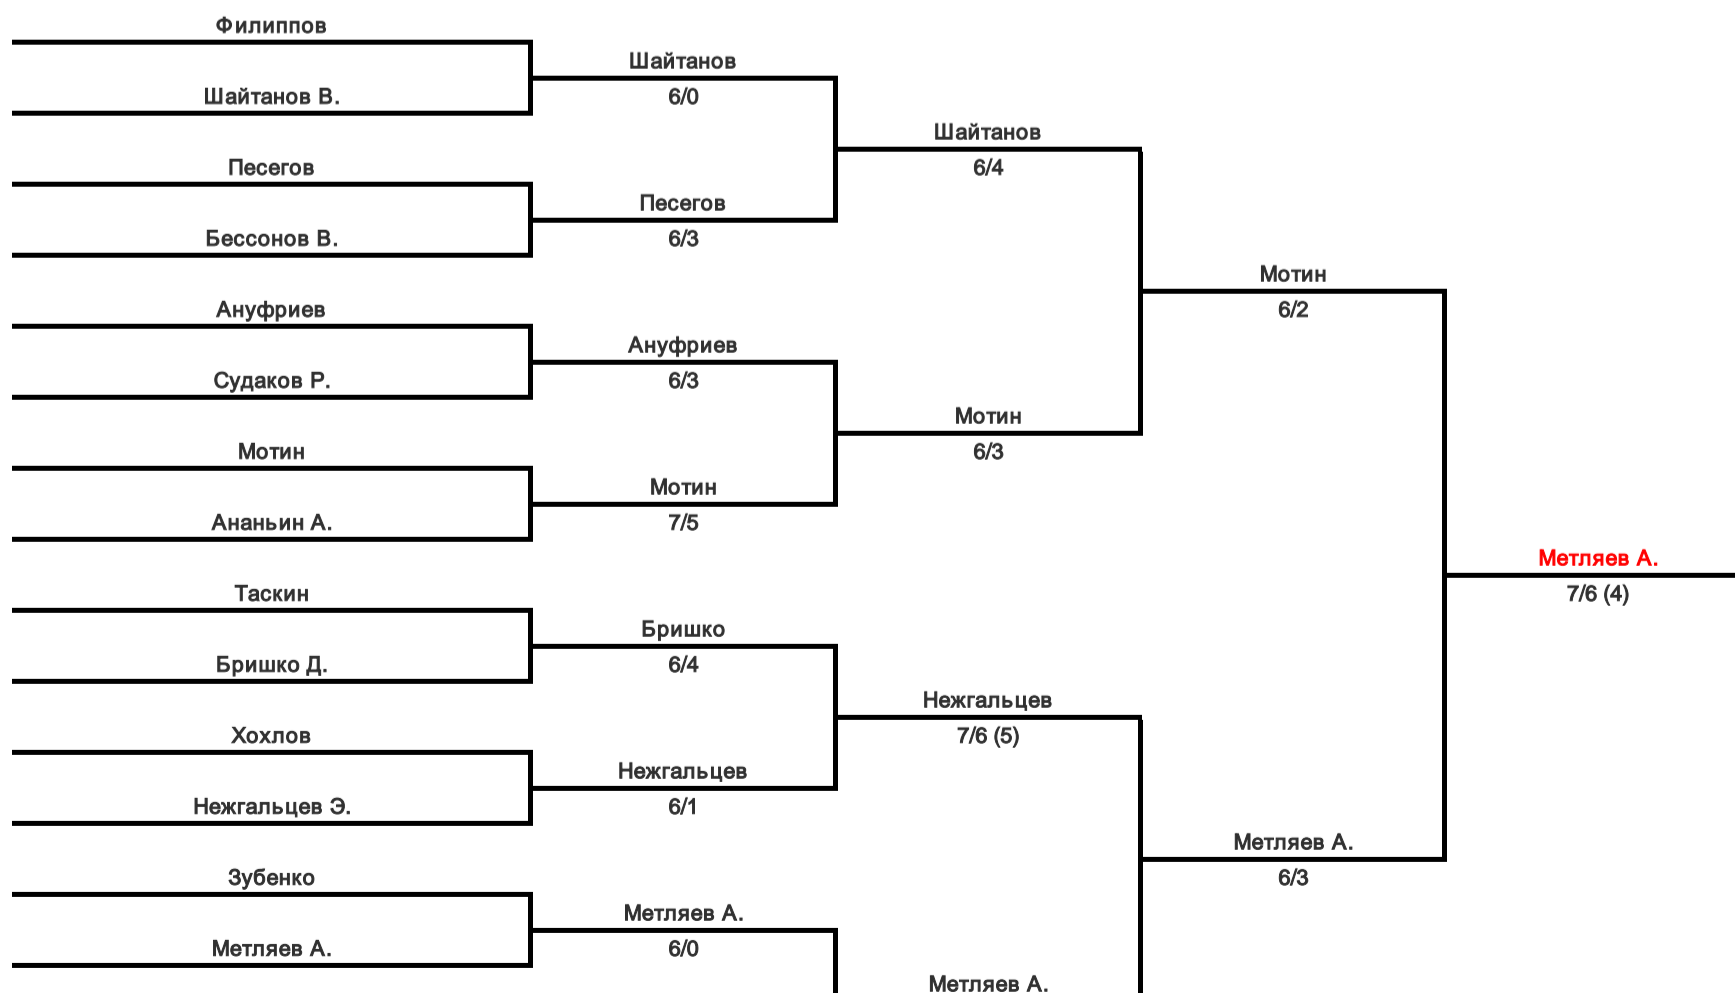 Филиппов
Шайтанов В.
Песегов
Бессонов В.
Ануфриев
Судаков Р.
Мотин
Ананьин А.
Таскин
Бришко Д.
Хохлов
Нежгальцев Э.
Зубенко
Метляев А.
Шайтанов
6/0
Песегов
6/3
Ануфриев
6/3
Мотин
7/5
Бришко
6/4
Нежгальцев
6/1
Метляев А.
6/0
Шайтанов
6/4
Мотин
6/3
Нежгальцев
7/6 (5)
Метляев А.
Мотин
6/2
Метляев А.
6/3
Метляев А.
7/6 (4)